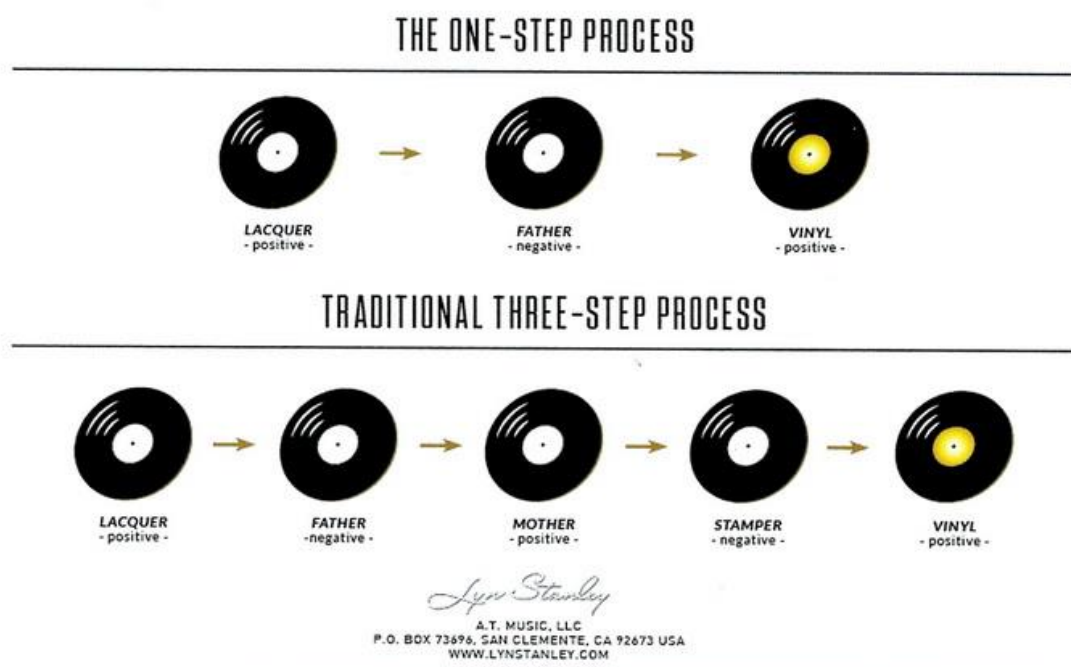 THE ONE-STEP PROCESS
LACQUER
- positive -
FATHER
- negative -
VINYL
- positive -
TRADITIONAL THREE-STEP PROCESS
LACQUER
- positive -
FATHER
-negative -
MOTHER
- positive -
STAMPER
- negative -
VINYL
- positive -
Lyn Stanley
A.T. MUSIC, LLC
P.O. BOX 73696, SAN CLEMENTE, CA 92673 USA
WWW.LYNSTANLEY.COM